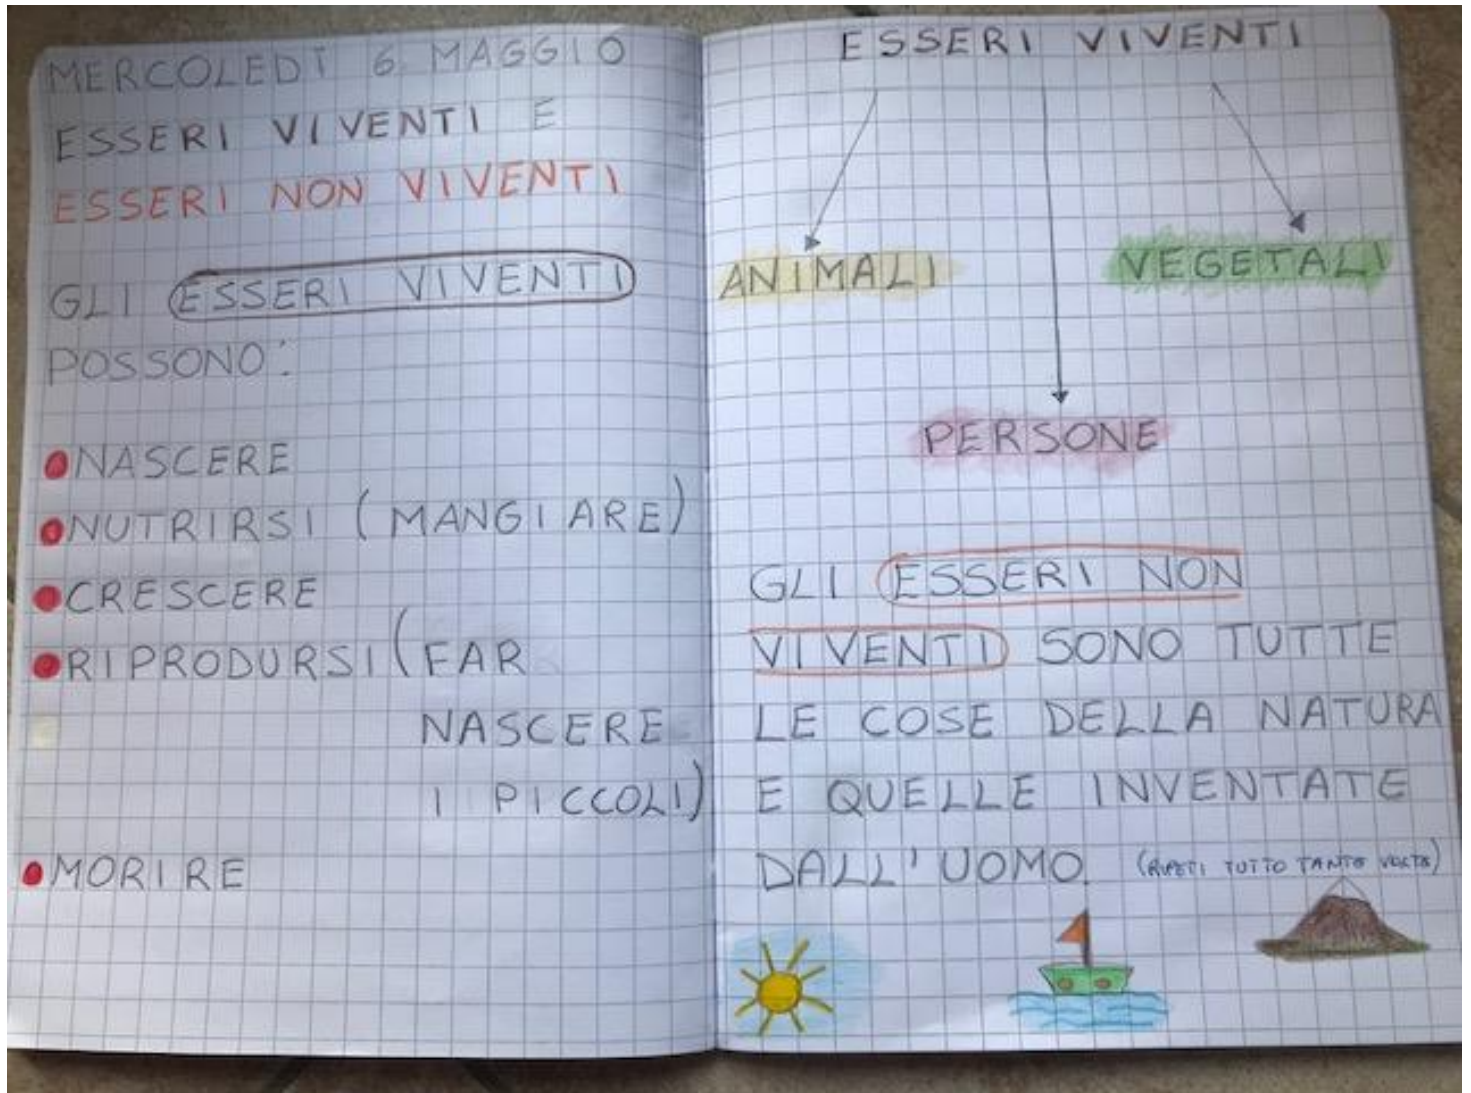 MERCOLEDÌ 6 MAGGIO
ESSERI VIVENTI E
ESSERI NON VIVENTI
GLI ESSERI VIVENTI
POSSONO:
NASCERE
NUTRIRSI (MANGIARE)
CRESCERE
RIPRODURSI (FAR
NASCERE
I PICCOLI)
MORIRE
ESSERI VIVENTI
ANIMALI VEGETALI
PERSONE
GLI ESSERI NON
VIVENTI SONO TUTTE
LE COSE DELLA NATURA
E QUELLE INVENTATE
DALL'UOMO. (RIPETI TUTTO TANTE VOLTE)